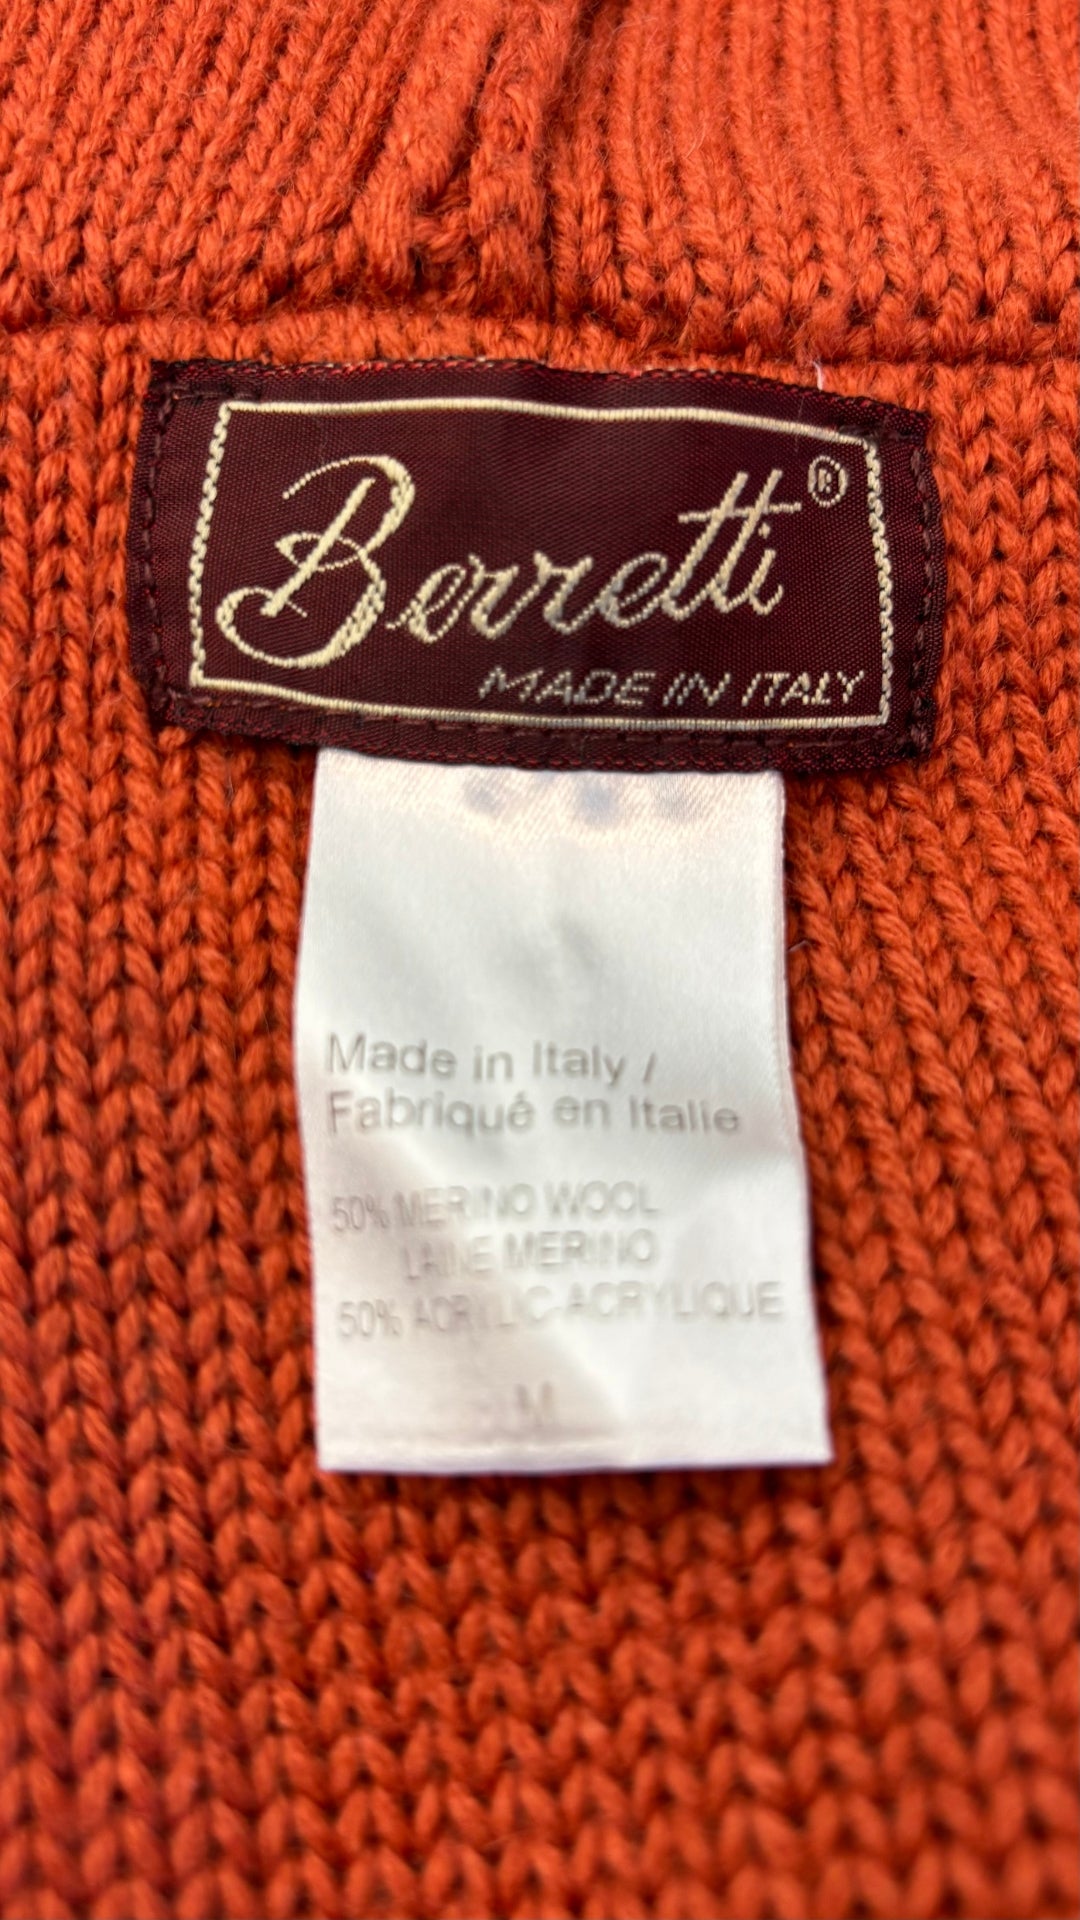 Berretti®
MADE IN ITALY
Made in Italy /
Fabriqué en Italie
50% MERINO WOOL
LAINE MERINO
50% ACRYLIC-ACRYLIQUE
M